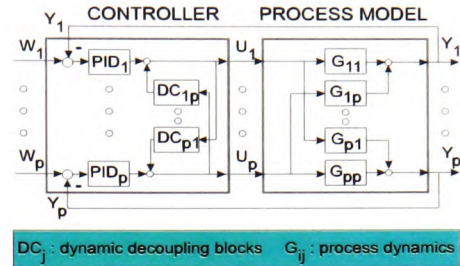 CONTROLLER PROCESS MODEL
Y1 Y1
W1 PID1 U1 G11
DC1p G1p
DCp1 Gp1
Wp PIDp Up Gpp Yp
Yp
DCj : dynamic decoupling blocks Gij : process dynamics